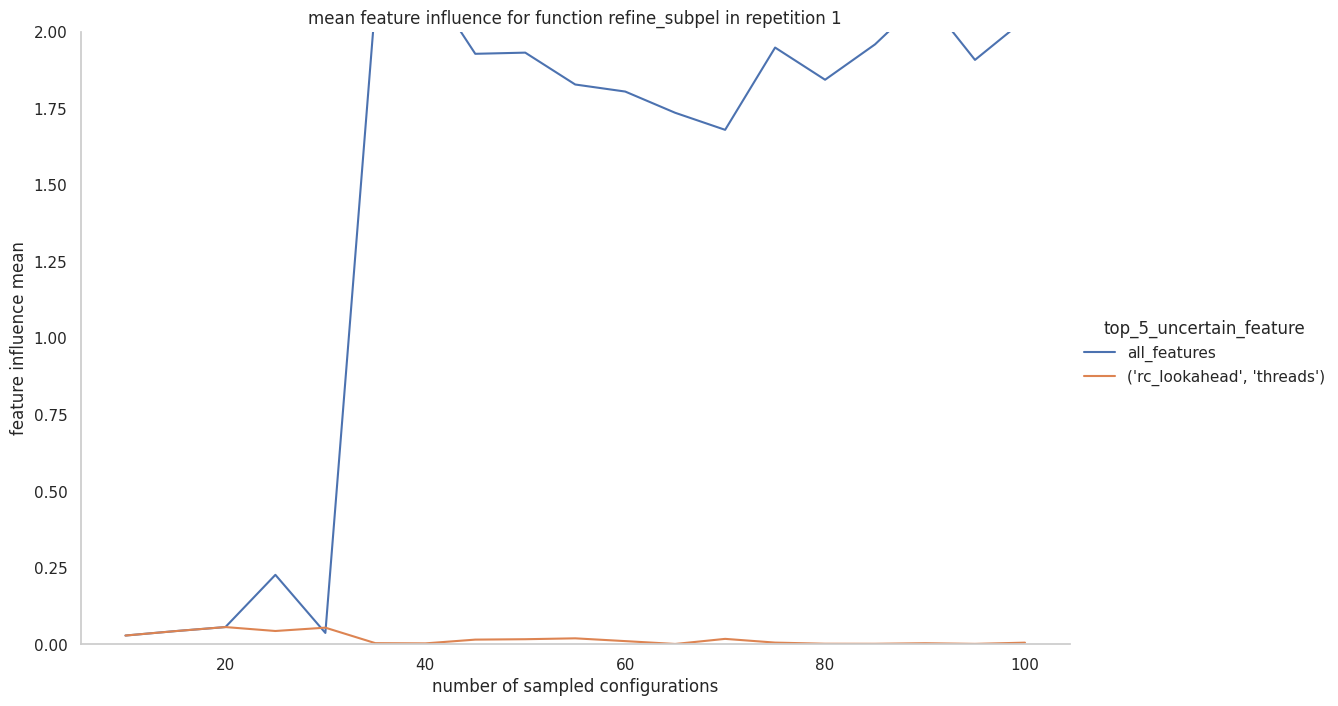 mean feature influence for function refine_subpel in repetition 1
2.00
1.75
1.50
1.25
1.00
0.75
0.50
0.25
0.00
feature influence mean
20
40
60
80
100
number of sampled configurations
top_5_uncertain_feature
all_features
('rc_lookahead', 'threads')